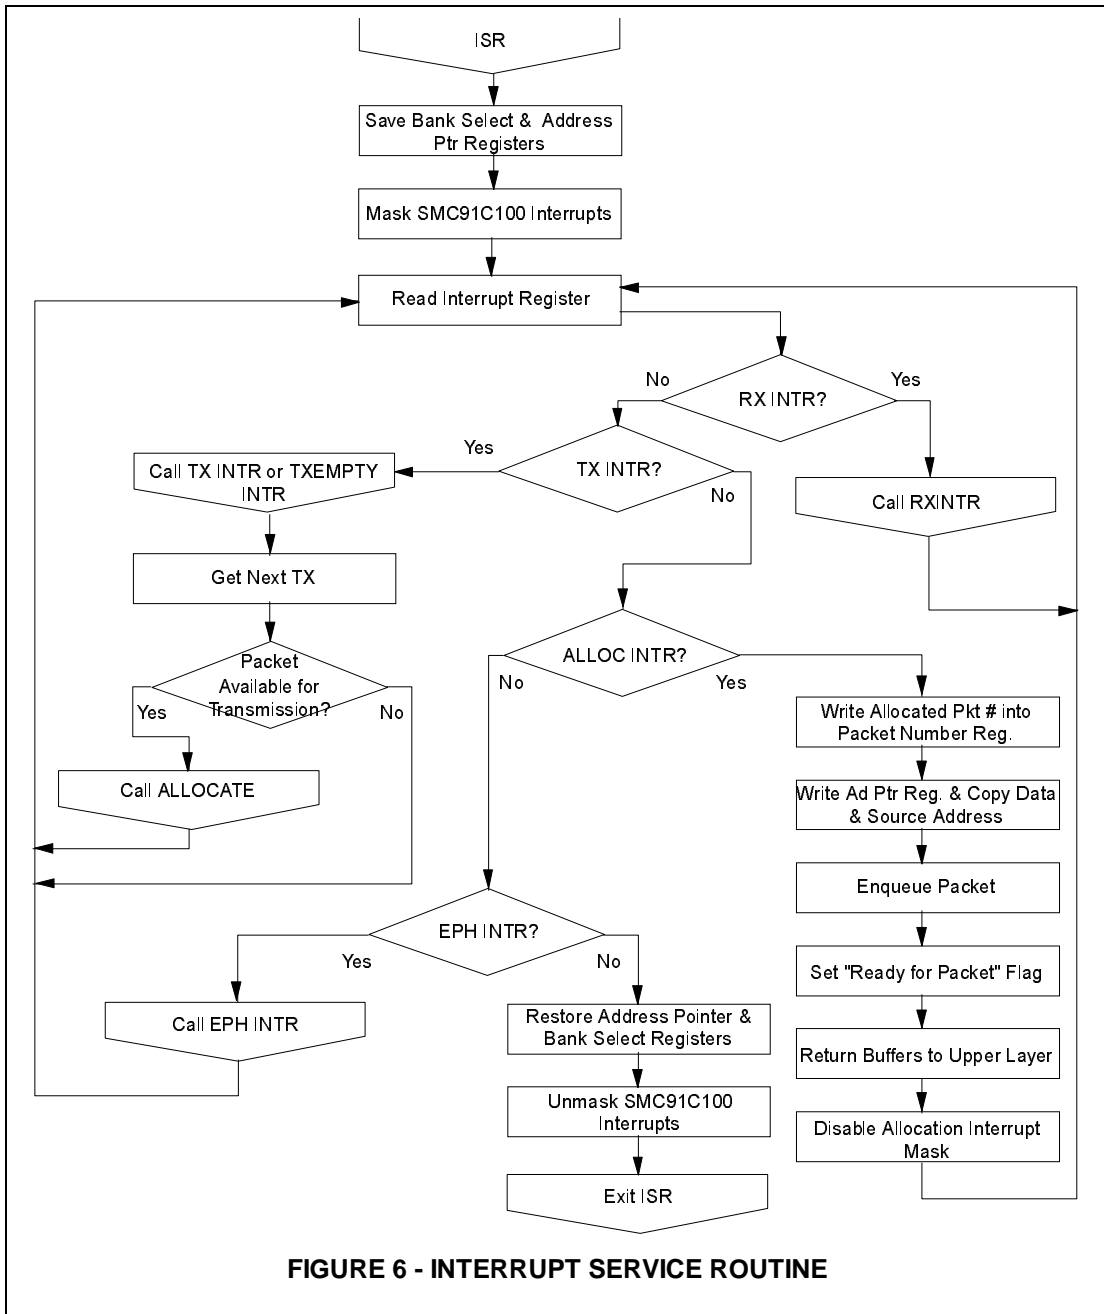 ISR
Save Bank Select & Address
Ptr Registers
Mask SMC91C100 Interrupts
Read Interrupt Register
No
RX INTR?
Yes
Yes
TX INTR?
No
Call TX INTR or TXEMPTY
INTR
Call RXINTR
Get Next TX
ALLOC INTR?
No
Yes
Packet
Available for
Transmission?
Yes
No
Write Allocated Pkt # into
Packet Number Reg.
Call ALLOCATE
Write Ad Ptr Reg. & Copy Data
& Source Address
Enqueue Packet
EPH INTR?
Yes
No
Set "Ready for Packet" Flag
Call EPH INTR
Restore Address Pointer &
Bank Select Registers
Return Buffers to Upper Layer
Unmask SMC91C100
Interrupts
Disable Allocation Interrupt
Mask
Exit ISR
FIGURE 6 - INTERRUPT SERVICE ROUTINE